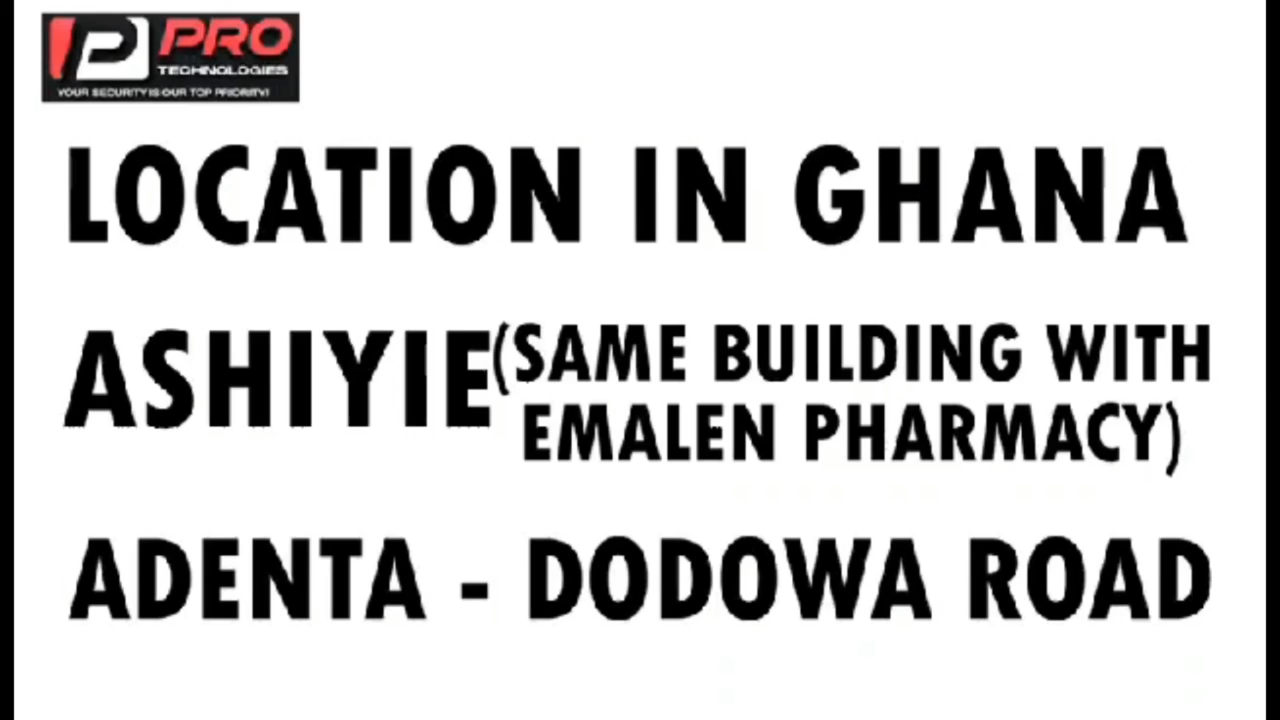 PRO
TECHNOLOGIES
YOUR SECURITY IS OUR TOP PRIORITY!
LOCATION IN GHANA
ASHIYIE (SAME BUILDING WITH
EMALEN PHARMACY)
ADENTA - DODOWA ROAD